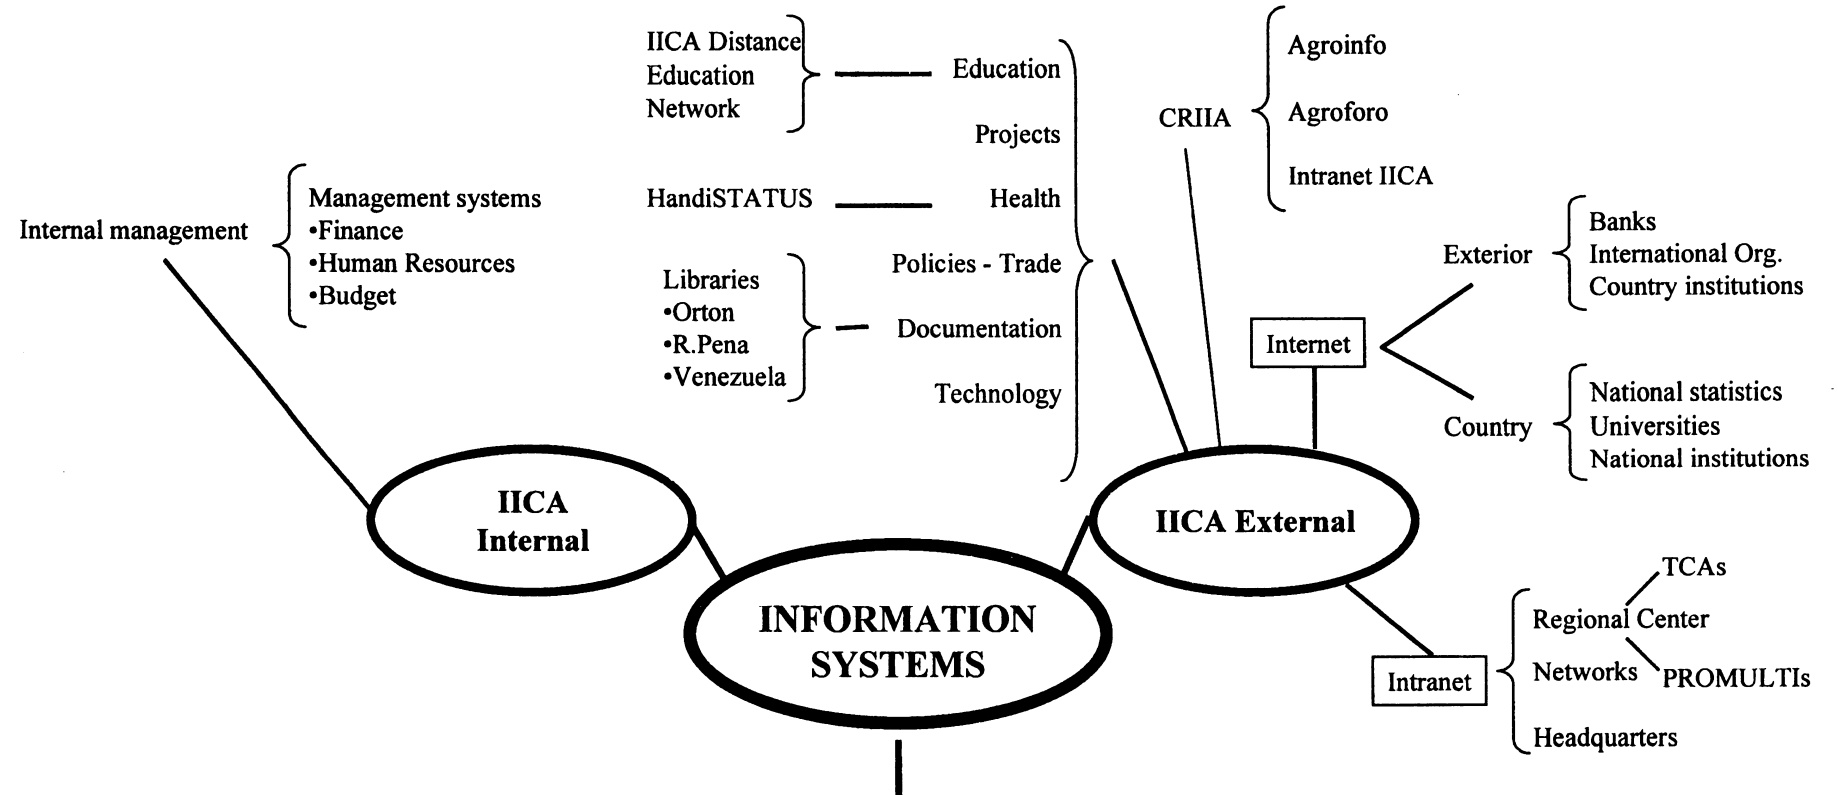 IICA Distance
Education
Network
Education
Projects
HandiSTATUS
Health
Policies - Trade
Libraries
•Orton
•R.Pena
•Venezuela
Documentation
Technology
CRIIA
Agroinfo
Agroforo
Intranet IICA
Internal management
Management systems
•Finance
•Human Resources
•Budget
Exterior
Banks
International Org.
Country institutions
Internet
Country
National statistics
Universities
National institutions
IICA
Internal
IICA External
INFORMATION
SYSTEMS
TCAs
Regional Center
Networks
PROMULTIs
Intranet
Headquarters